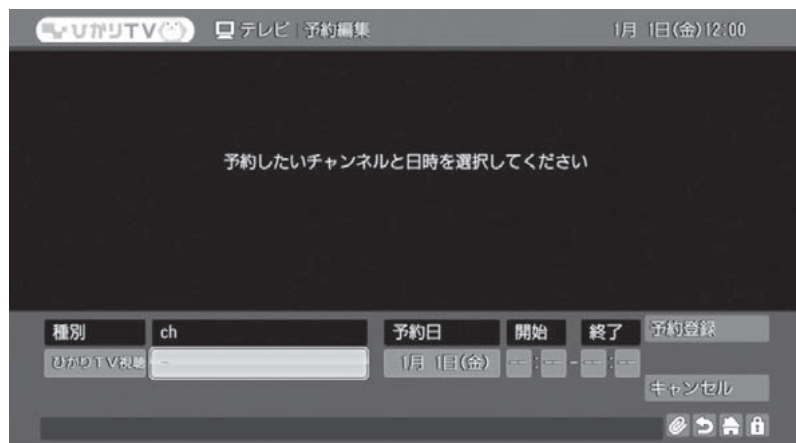 ひかりTV テレビ 予約編集 1月 1日(金)12:00
予約したいチャンネルと日時を選択してください
種別 ch 予約日 開始 終了 予約登録
ひかりTV視聴 - 1月 1日(金) --:-- - --:--
キャンセル